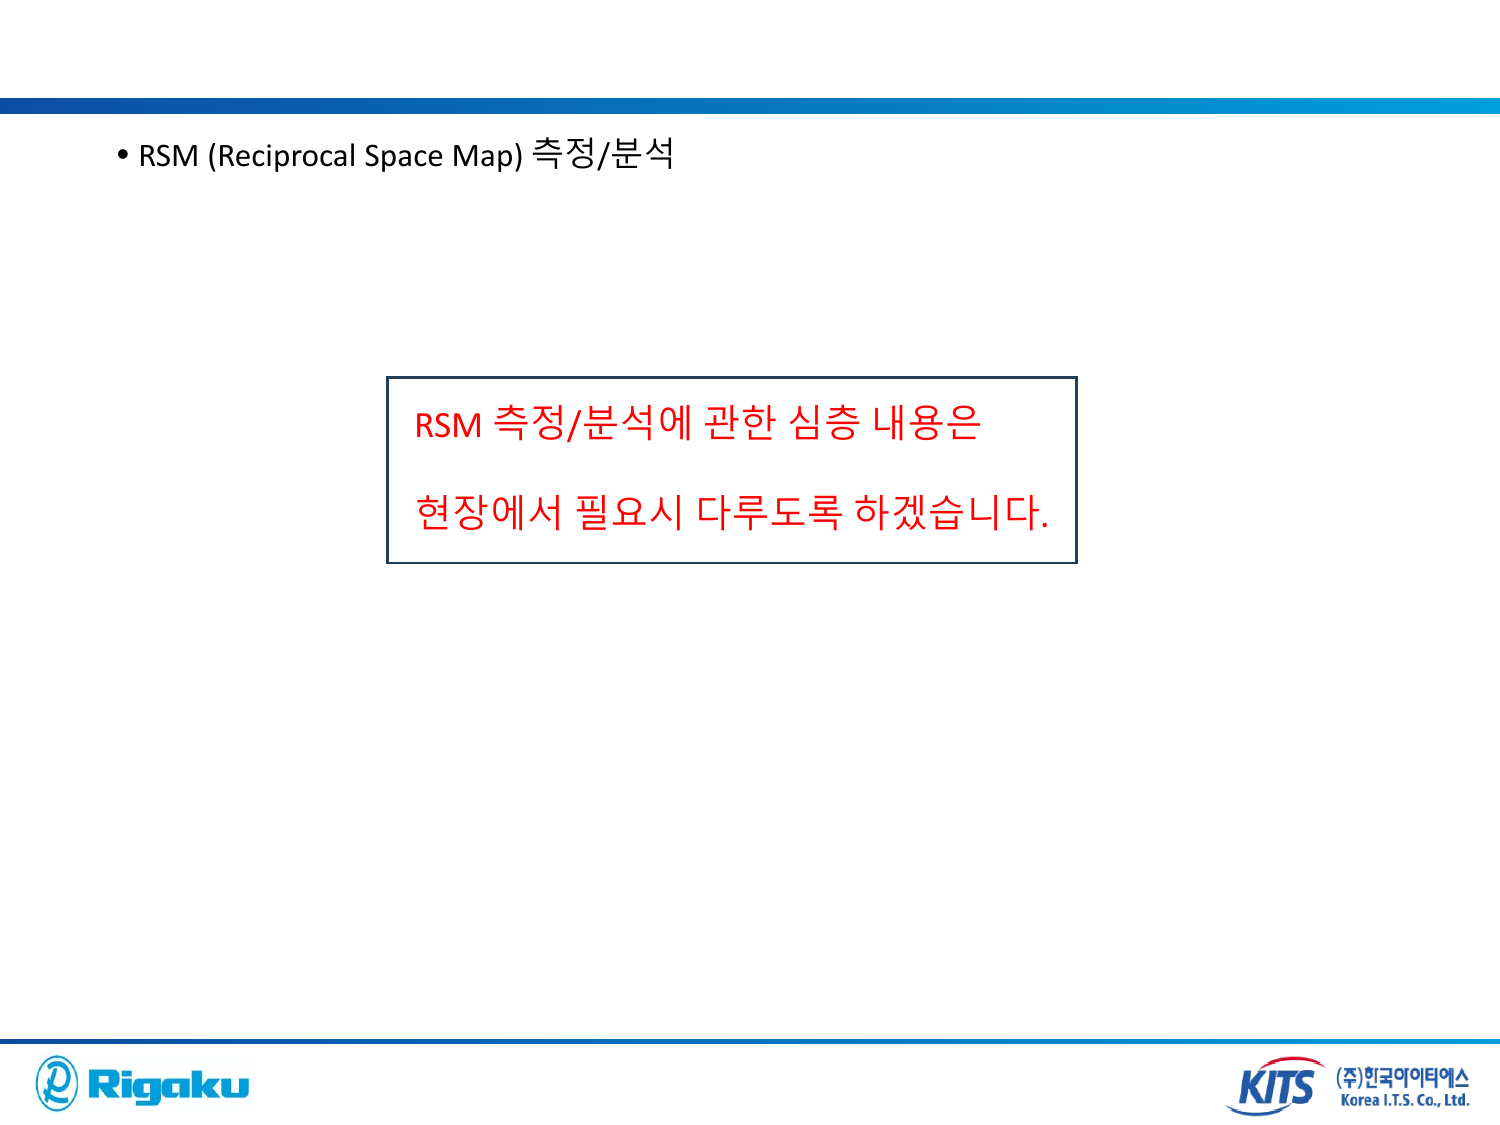 • RSM (Reciprocal Space Map) 측정/분석
RSM 측정/분석에 관한 심층 내용은
현장에서 필요시 다루도록 하겠습니다.
Rigaku
KITS
(주)한국아이티에스
Korea I.T.S. Co., Ltd.